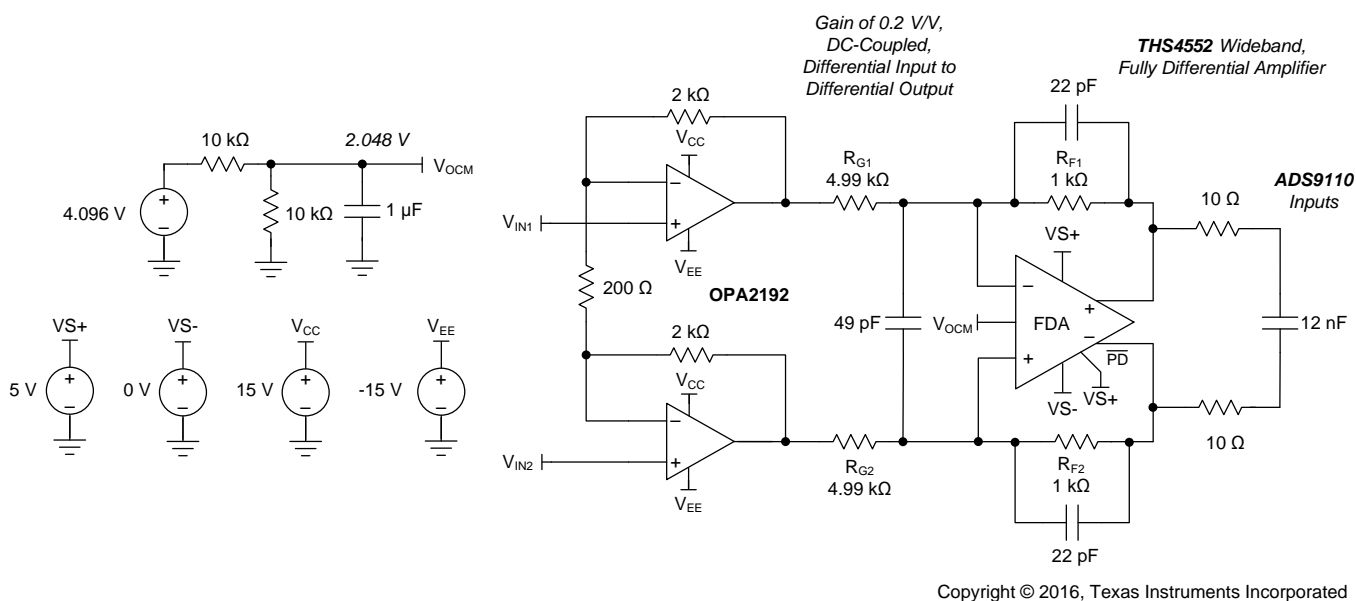 Gain of 0.2 V/V,
DC-Coupled,
Differential Input to
Differential Output
THS4552 Wideband,
Fully Differential Amplifier
22 pF
2 kΩ
V_CC
10 kΩ
2.048 V
V_OCM
4.096 V
+
−
10 kΩ
1 µF
V_IN1
−
+
V_EE
R_G1
4.99 kΩ
R_F1
1 kΩ
10 Ω
ADS9110
Inputs
200 Ω
OPA2192
49 pF
VS+
V_OCM
−
FDA
+
+
−
PD
VS-
VS+
12 nF
VS+
5 V
+
−
VS-
0 V
+
−
V_CC
15 V
+
−
V_EE
-15 V
+
−
2 kΩ
V_CC
V_IN2
−
+
V_EE
R_G2
4.99 kΩ
R_F2
1 kΩ
22 pF
10 Ω
Copyright © 2016, Texas Instruments Incorporated